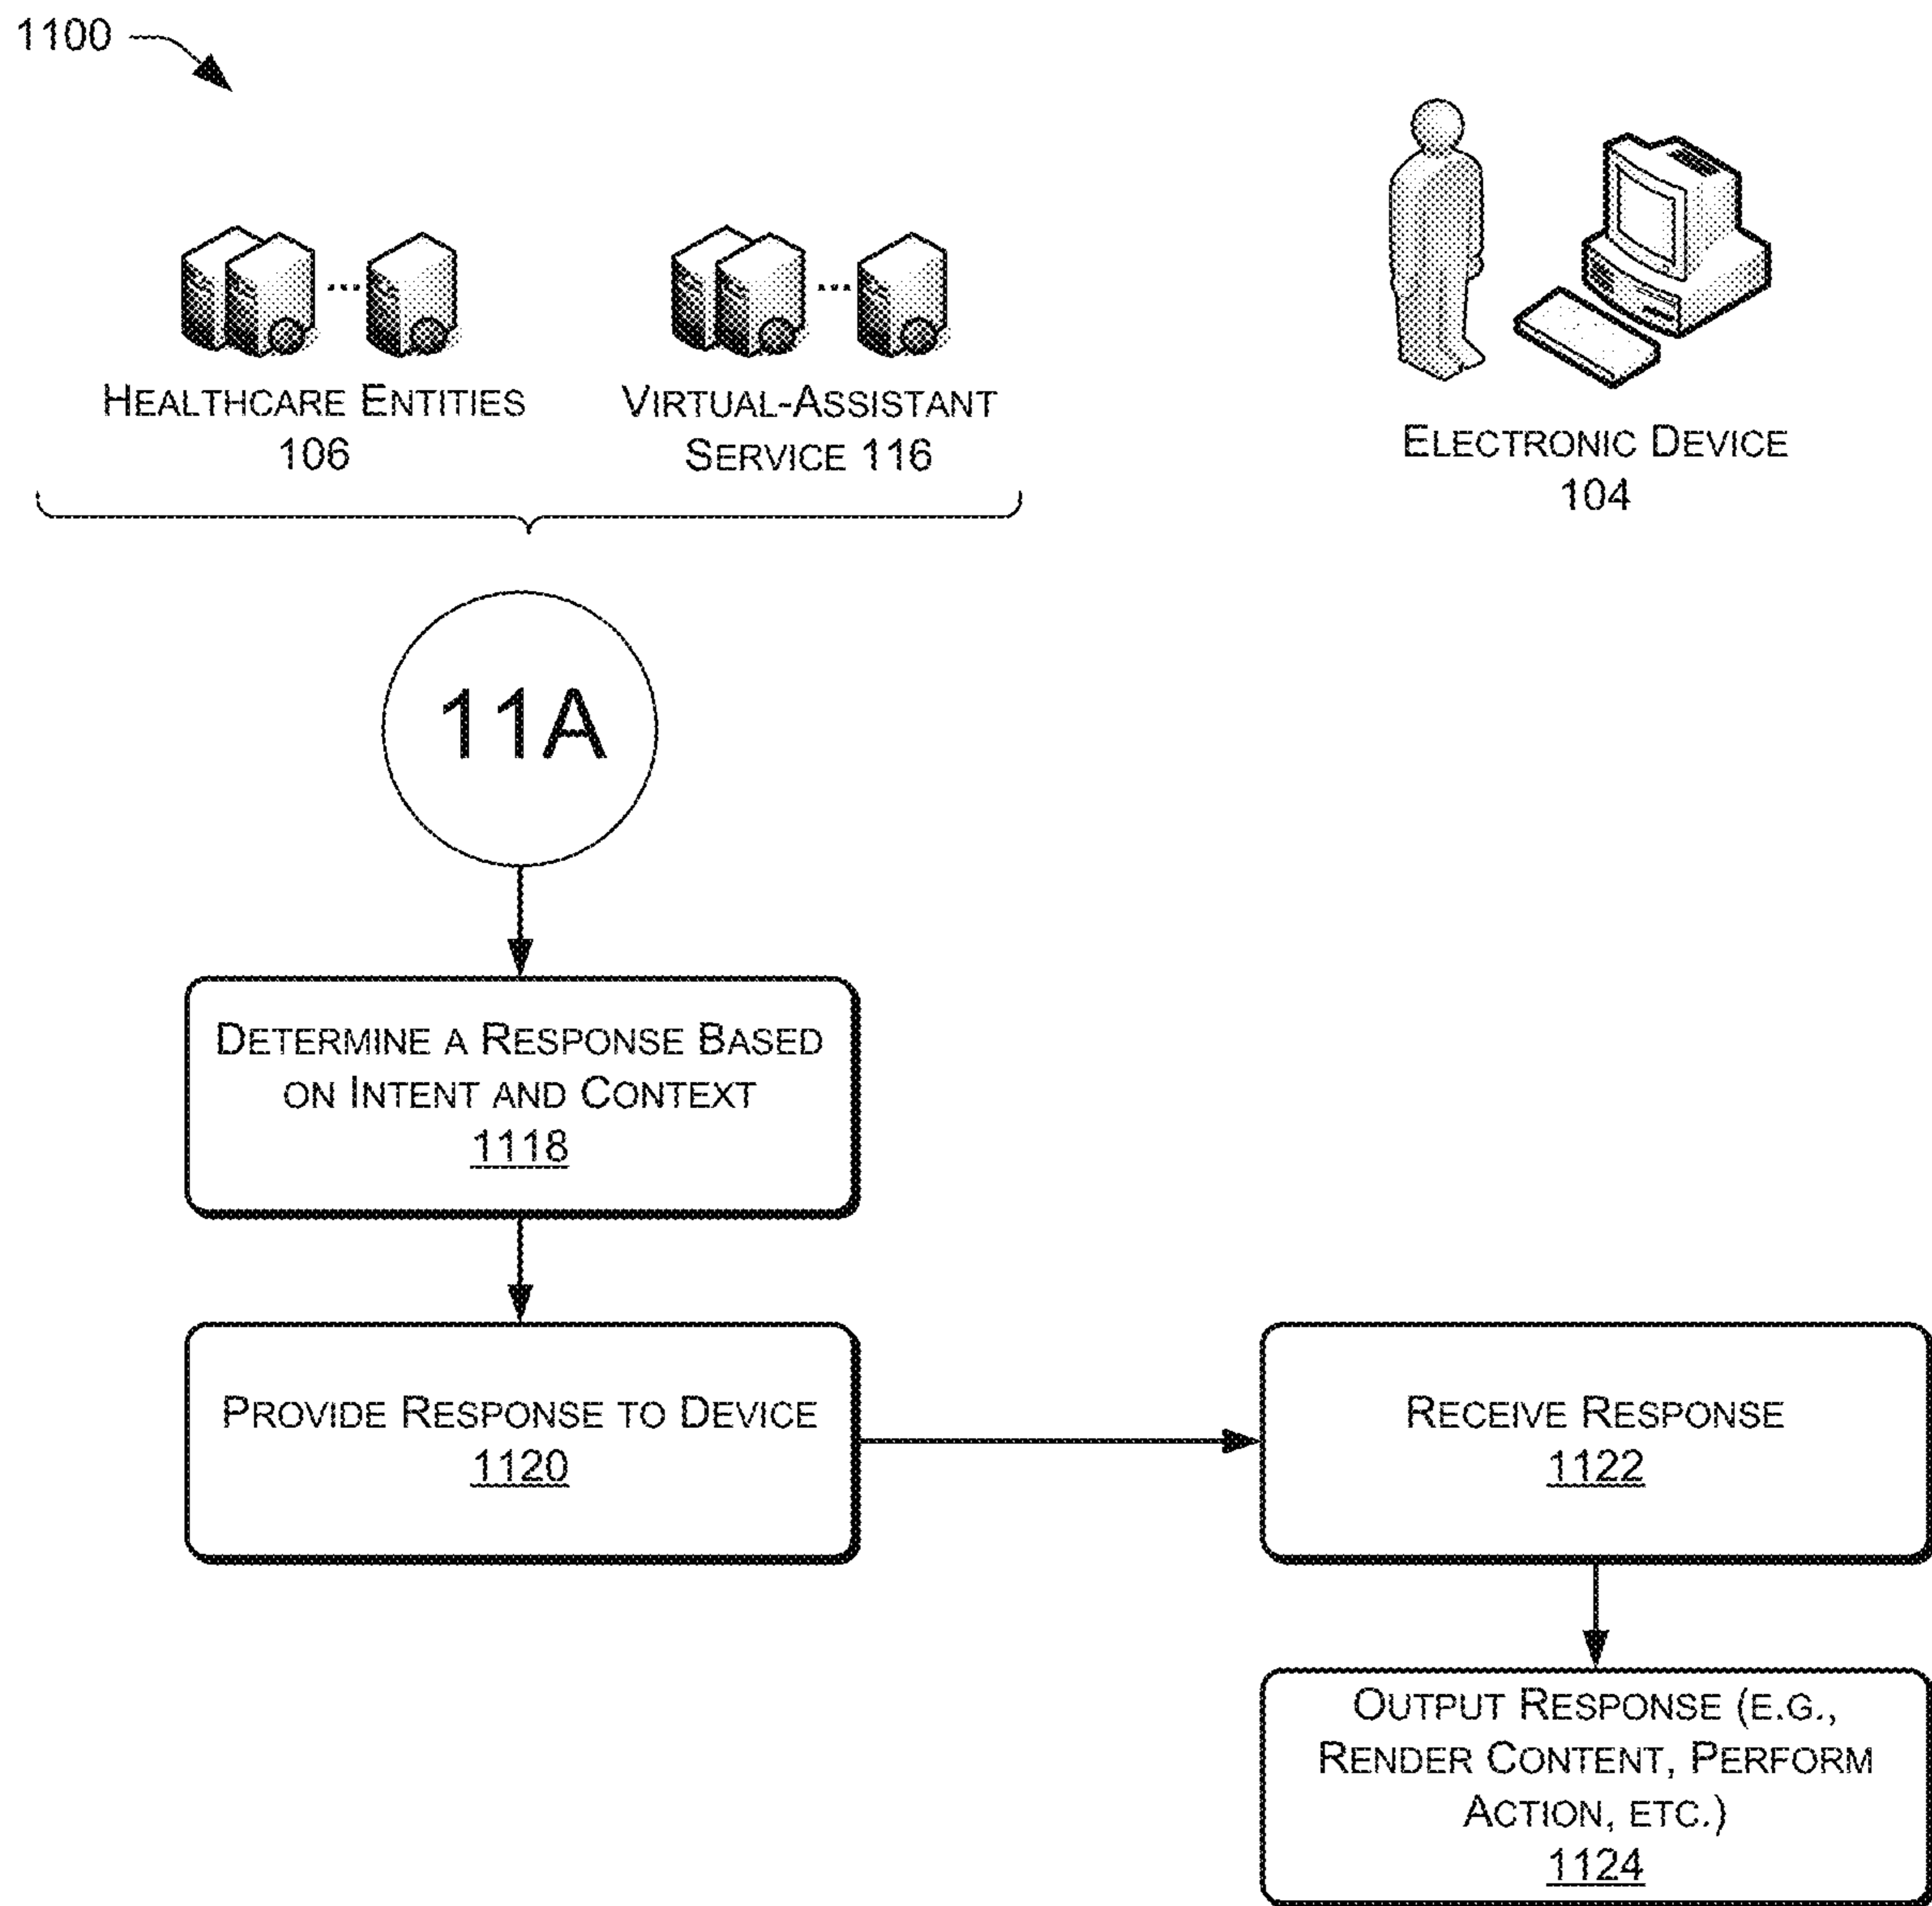 1100
HEALTHCARE ENTITIES
106
VIRTUAL-ASSISTANT
SERVICE 116
ELECTRONIC DEVICE
104
11A
DETERMINE A RESPONSE BASED
ON INTENT AND CONTEXT
1118
PROVIDE RESPONSE TO DEVICE
1120
RECEIVE RESPONSE
1122
OUTPUT RESPONSE (E.G.,
RENDER CONTENT, PERFORM
ACTION, ETC.)
1124